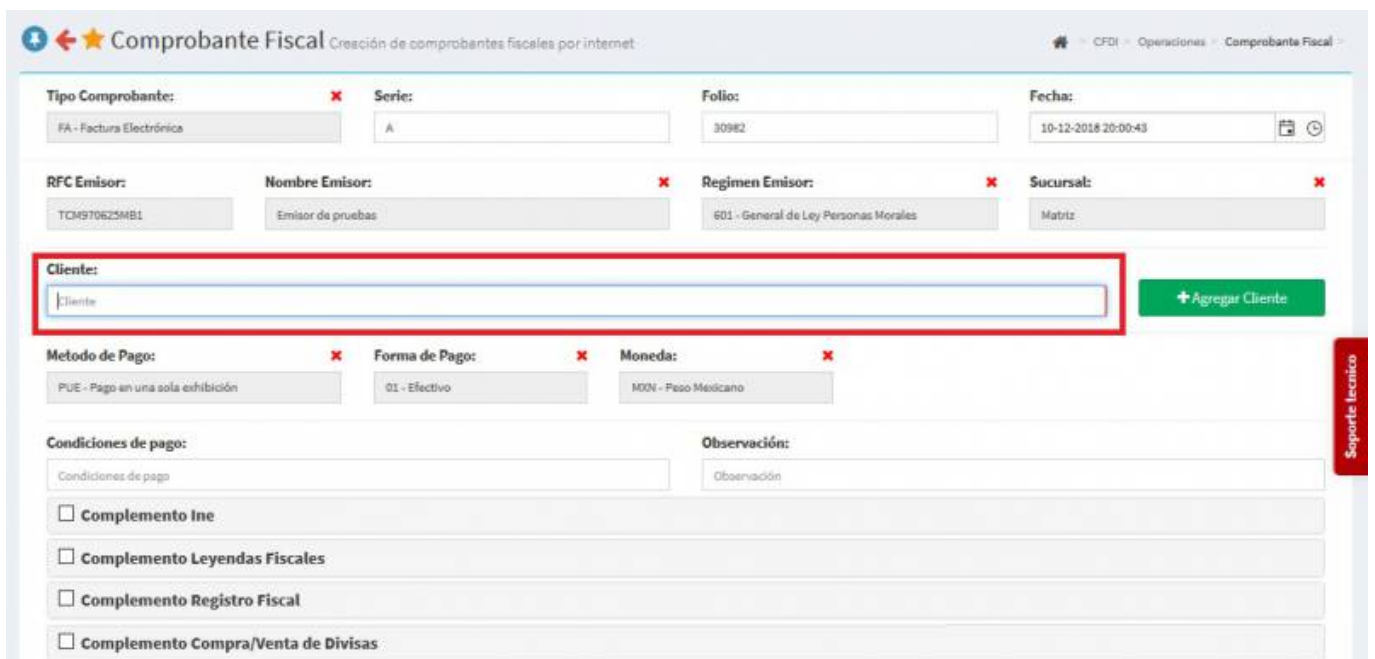 Comprobante Fiscal Creación de comprobantes fiscales por internet
CFDI - Operaciones - Comprobante Fiscal -
Tipo Comprobante: Serie: Folio: Fecha:
FA - Factura Electrónica A 30982 10-12-2018 20:00:43
RFC Emisor: Nombre Emisor: Regimen Emisor: Sucursal:
TCM970625MB1 Emisor de pruebas 601 - General de Ley Personas Morales Matriz
Cliente:
Cliente
Agregar Cliente
Metodo de Pago: Forma de Pago: Moneda:
PUE - Pago en una sola exhibición 01 - Efectivo MXN - Peso Mexicano
Soporte tecnico
Condiciones de pago: Observación:
Condiciones de pago Observación
Complemento Ine
Complemento Leyendas Fiscales
Complemento Registro Fiscal
Complemento Compra/Venta de Divisas